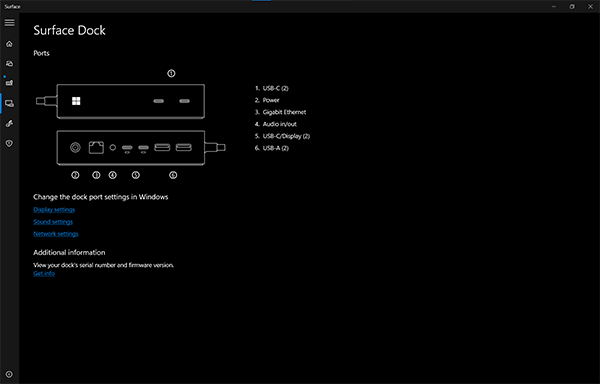 Surface
Surface Dock
Ports
1
1. USB-C (2)
2. Power
3. Gigabit Ethernet
4. Audio in/out
5. USB-C/Display (2)
6. USB-A (2)
2 3 4 5 6
Change the dock port settings in Windows
Display settings
Sound settings
Network settings
Additional information
View your dock's serial number and firmware version.
Get info